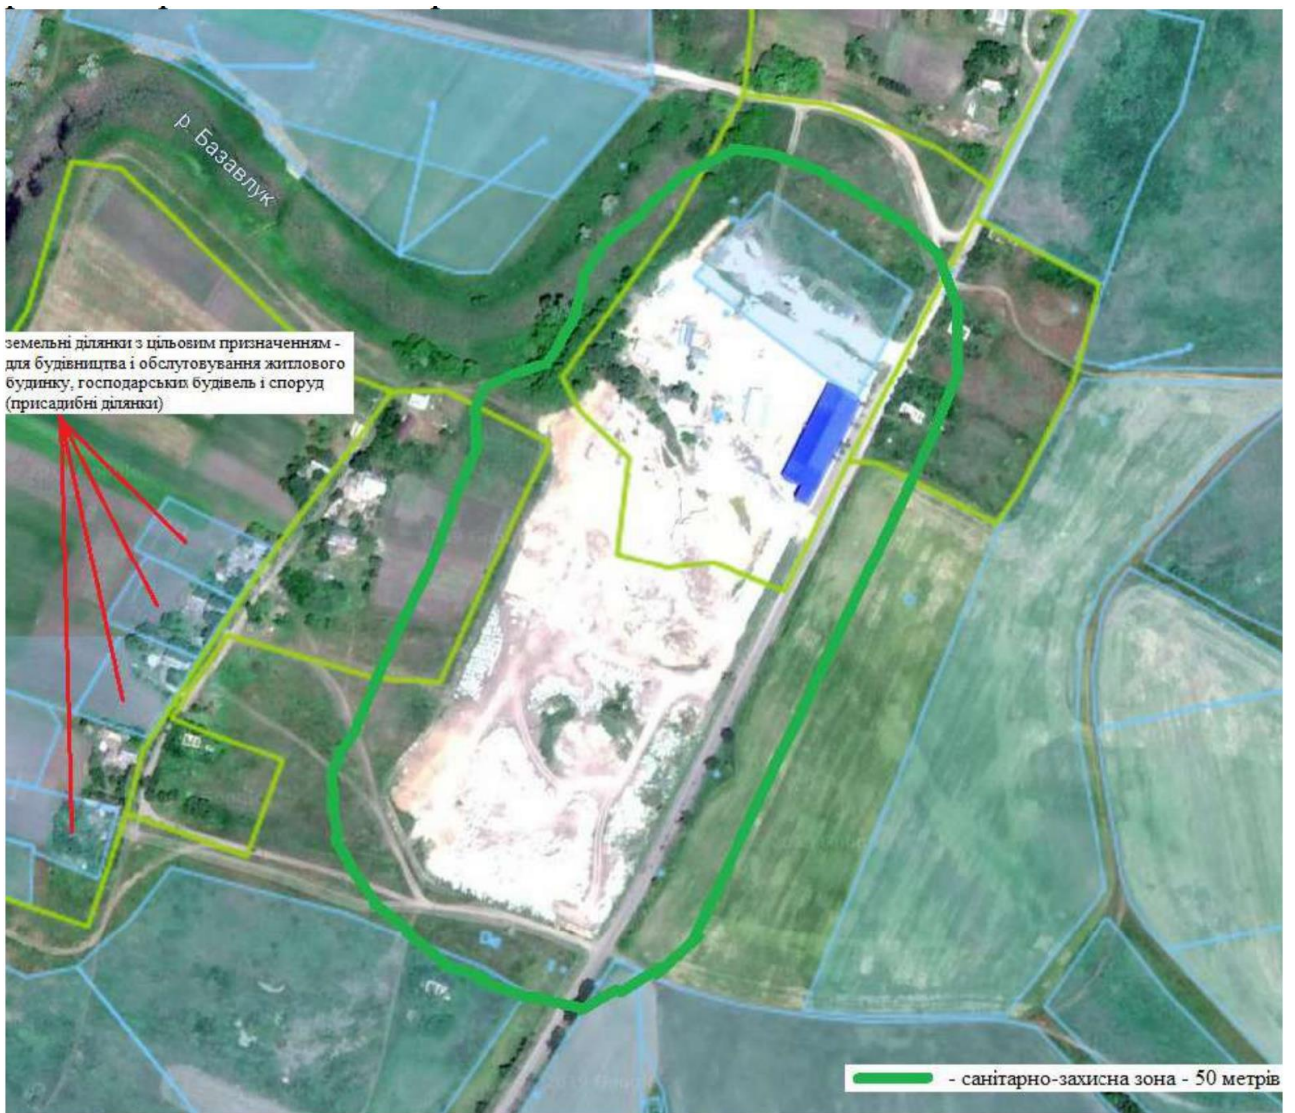 р. Базавлук
земельні ділянки з цільовим призначенням -
для будівництва і обслуговування житлового
будинку, господарських будівель і споруд
(присадибні ділянки)
- санітарно-захисна зона - 50 метрів